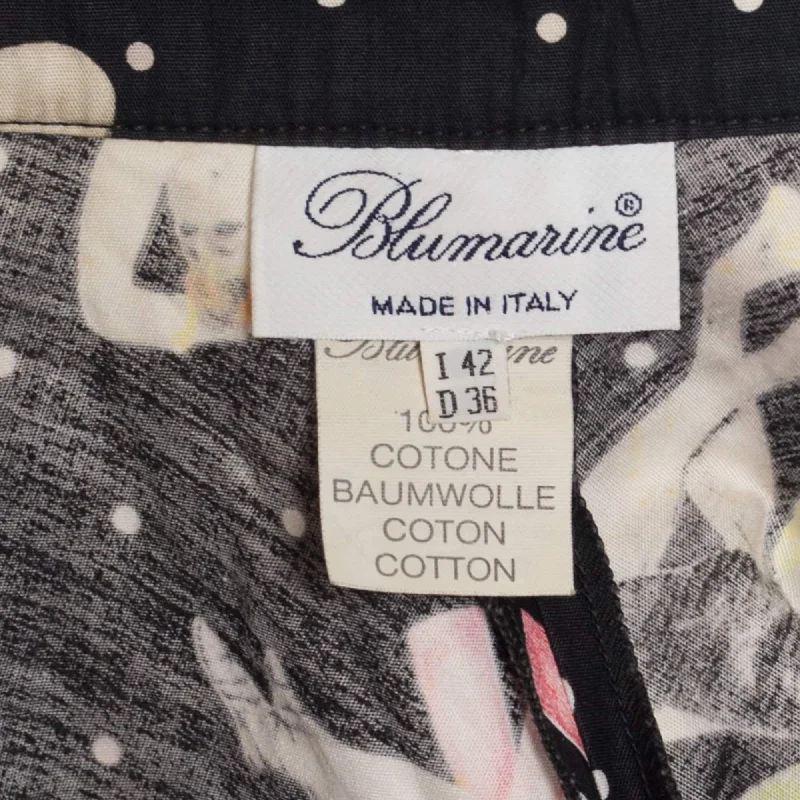 Blumarine®
MADE IN ITALY
I 42
D 36
100%
COTONE
BAUMWOLLE
COTON
COTTON